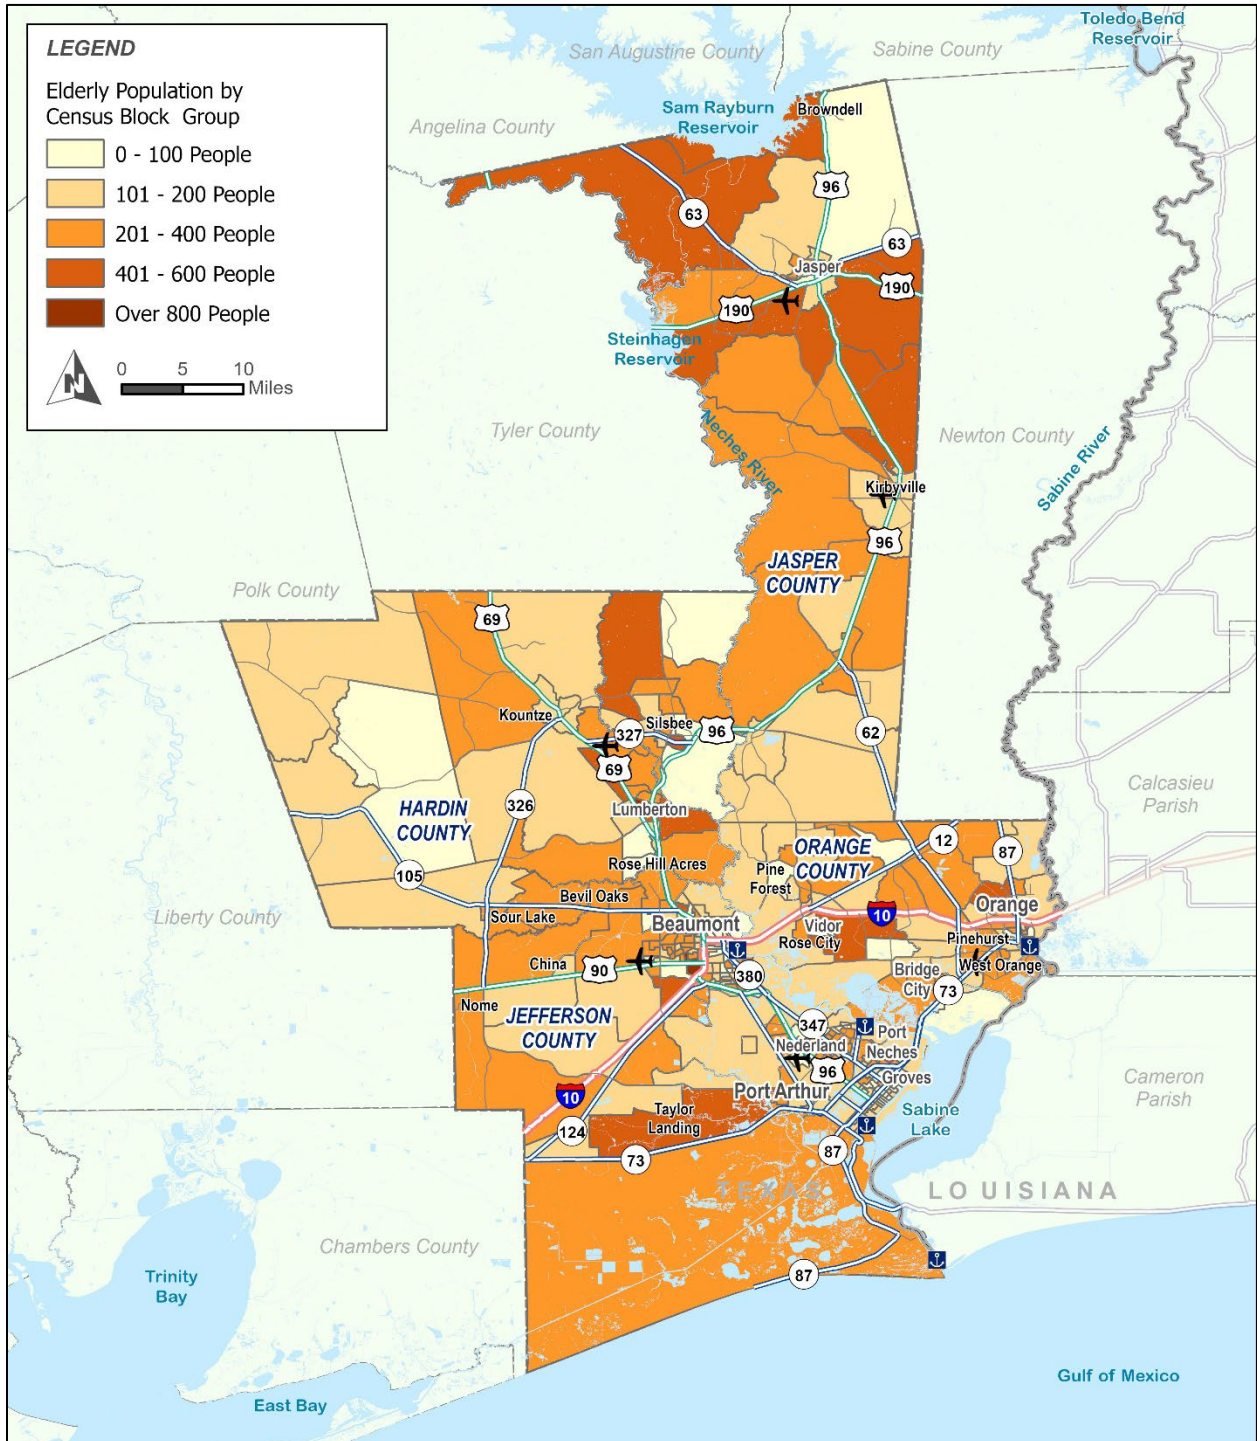 LEGEND
Elderly Population by
Census Block Group
0 - 100 People
101 - 200 People
201 - 400 People
401 - 600 People
Over 800 People
N
0 5 10
Miles
Toledo Bend
Reservoir
San Augustine County
Sabine County
Angelina County
Sam Rayburn
Reservoir
Browndell
96
63
63
Jasper
190
190
Steinhagen
Reservoir
Tyler County
Neches River
Newton County
Sabine River
Kirbyville
96
JASPER
COUNTY
Polk County
69
Kountze
327
Silsbee
96
62
69
326
Lumberton
HARDIN
COUNTY
Calcasieu
Parish
105
Rose Hill Acres
ORANGE
COUNTY
12
87
Pine
Forest
Liberty County
Bevil Oaks
Sour Lake
Beaumont
10
Orange
Vidor
Rose City
Pinehurst
West Orange
China
90
380
Bridge
City
73
Nome
JEFFERSON
COUNTY
347
Port
Neches
Nederland
96
Groves
Port Arthur
Cameron
Parish
10
Taylor
Landing
Sabine
Lake
124
73
87
TEXAS
LOUISIANA
Chambers County
Trinity
Bay
87
East Bay
Gulf of Mexico